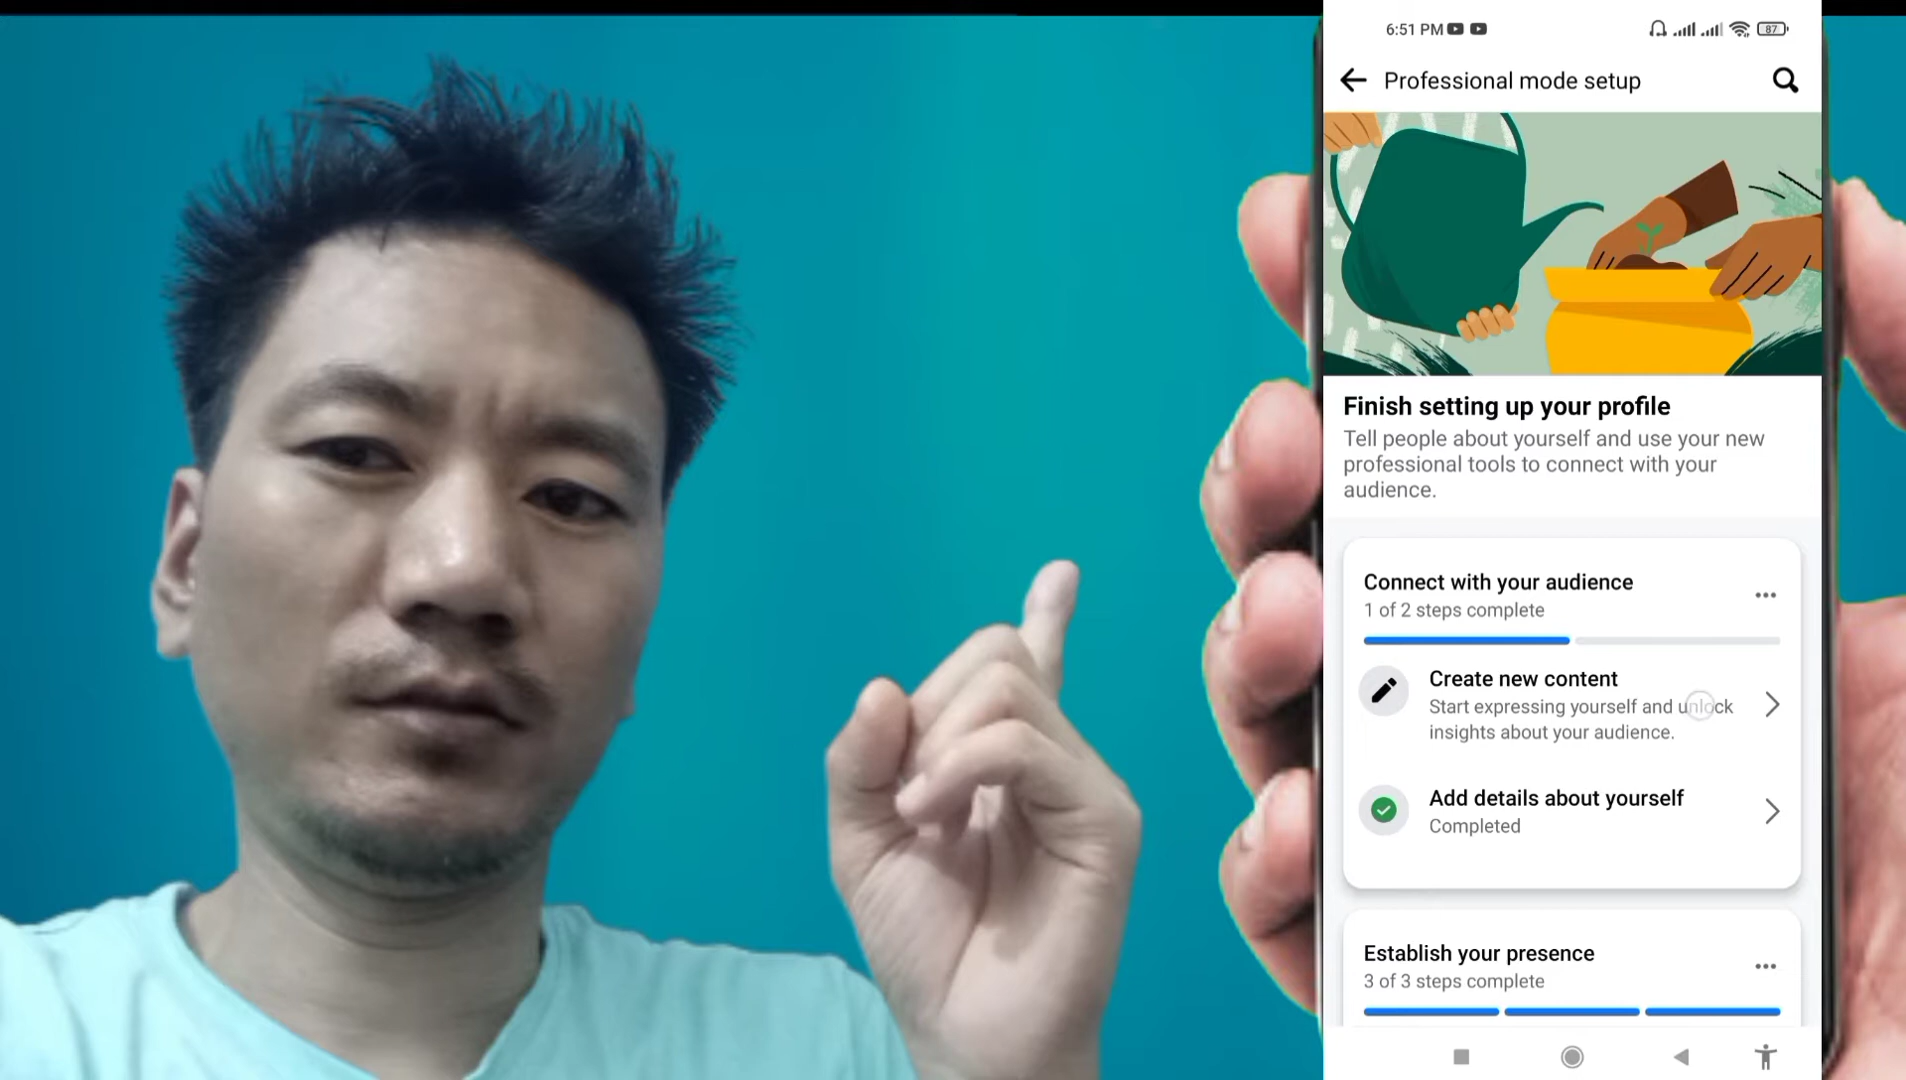 6:51 PM
87
Professional mode setup
Finish setting up your profile
Tell people about yourself and use your new
professional tools to connect with your
audience.
Connect with your audience
1 of 2 steps complete
Create new content
Start expressing yourself and unlock
insights about your audience.
Add details about yourself
Completed
Establish your presence
3 of 3 steps complete